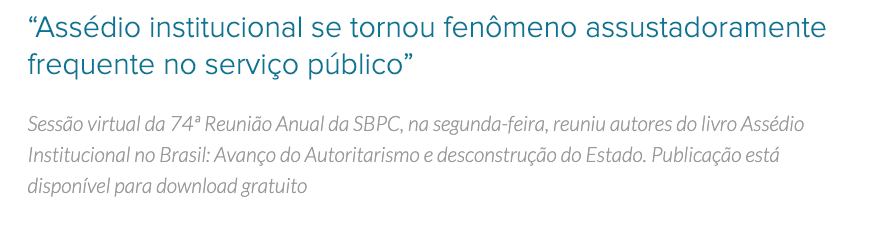 “Assédio institucional se tornou fenômeno assustadoramente
frequente no serviço público”
Sessão virtual da 74ª Reunião Anual da SBPC, na segunda-feira, reuniu autores do livro Assédio
Institucional no Brasil: Avanço do Autoritarismo e desconstrução do Estado. Publicação está
disponível para download gratuito